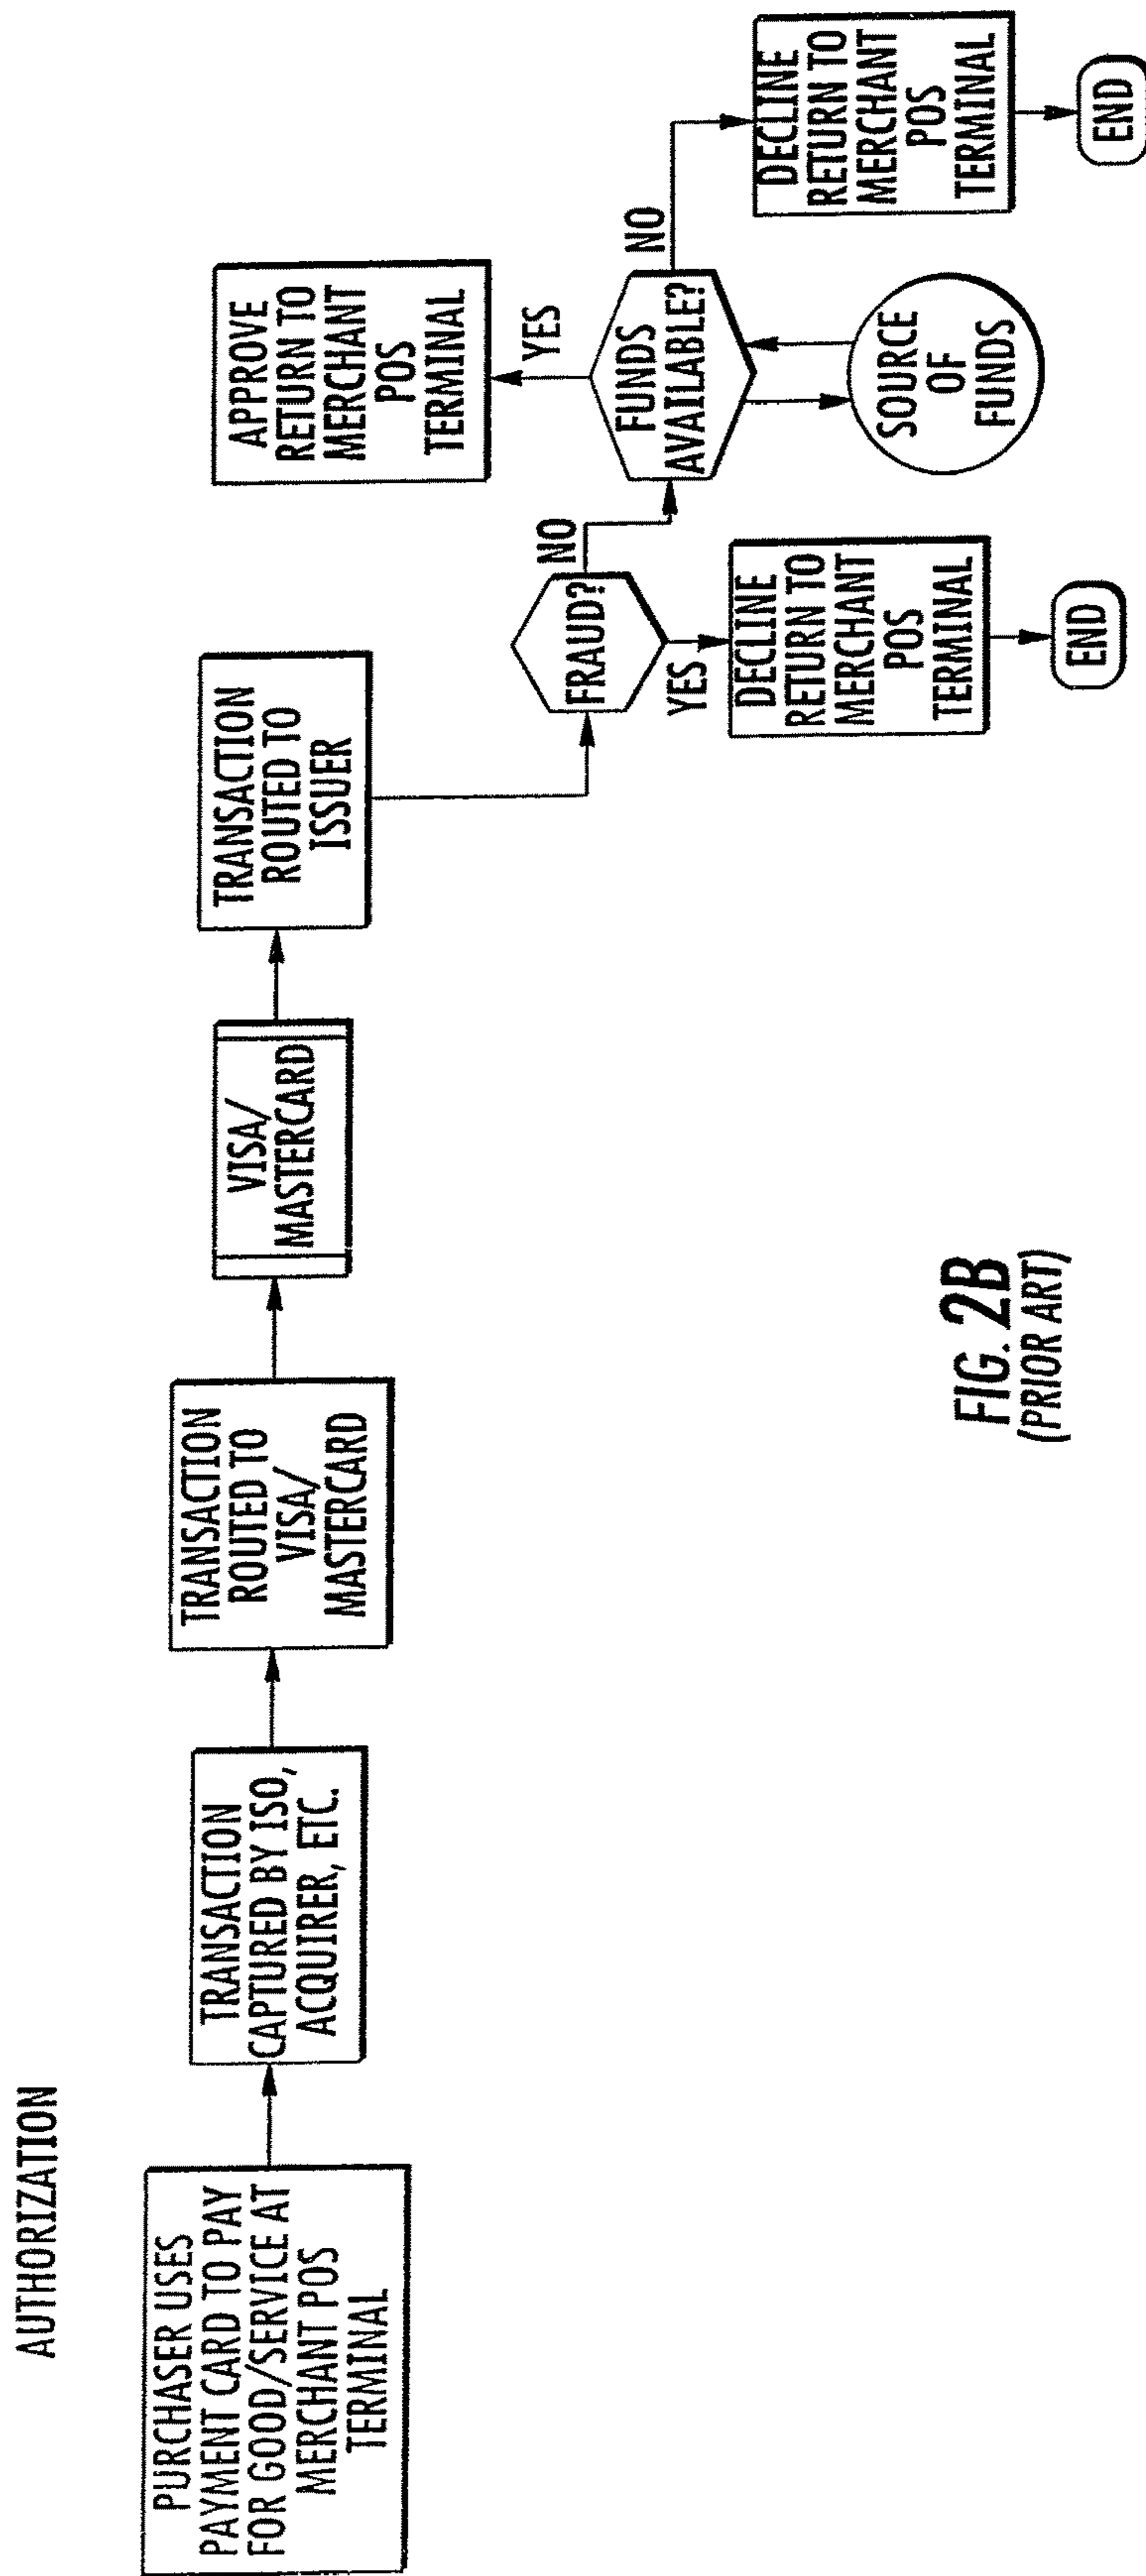 AUTHORIZATION
PURCHASER USES
PAYMENT CARD TO PAY
FOR GOOD/SERVICE AT
MERCHANT POS
TERMINAL
TRANSACTION
CAPTURED BY ISO,
ACQUIRER, ETC.
TRANSACTION
ROUTED TO
VISA/
MASTERCARD
VISA/
MASTERCARD
TRANSACTION
ROUTED TO
ISSUER
FRAUD?
NO
YES
DECLINE
RETURN TO
MERCHANT
POS
TERMINAL
END
FUNDS
AVAILABLE?
YES
APPROVE
RETURN TO
MERCHANT
POS
TERMINAL
SOURCE
OF
FUNDS
NO
DECLINE
RETURN TO
MERCHANT
POS
TERMINAL
END
FIG. 2B
(PRIOR ART)